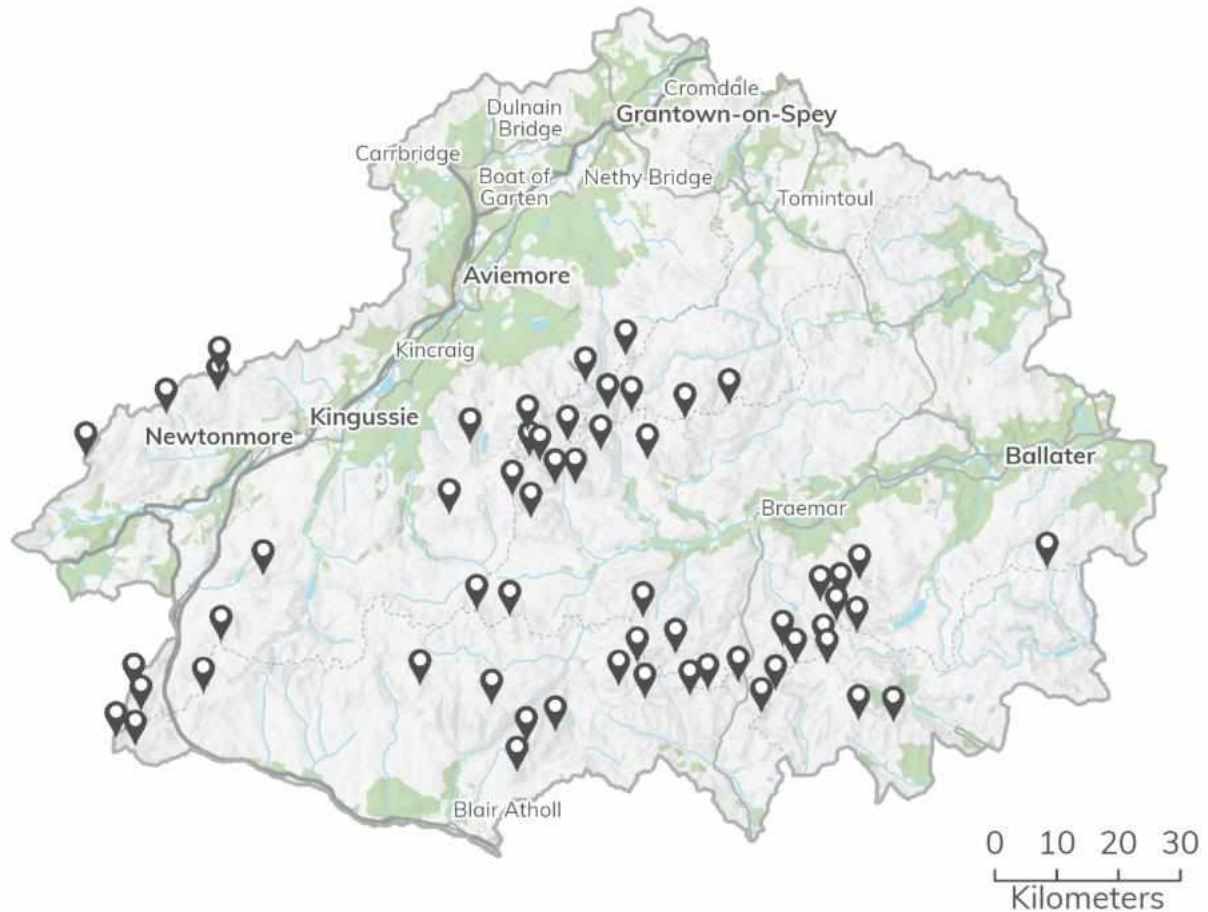 Cromdale
Dulnain
Bridge
Grantown-on-Spey
Carrbridge
Boat of
Garten
Nethy Bridge
Tomintoul
Aviemore
Kincraig
Kingussie
Newtonmore
Ballater
Braemar
Blair Atholl
0 10 20 30
Kilometers